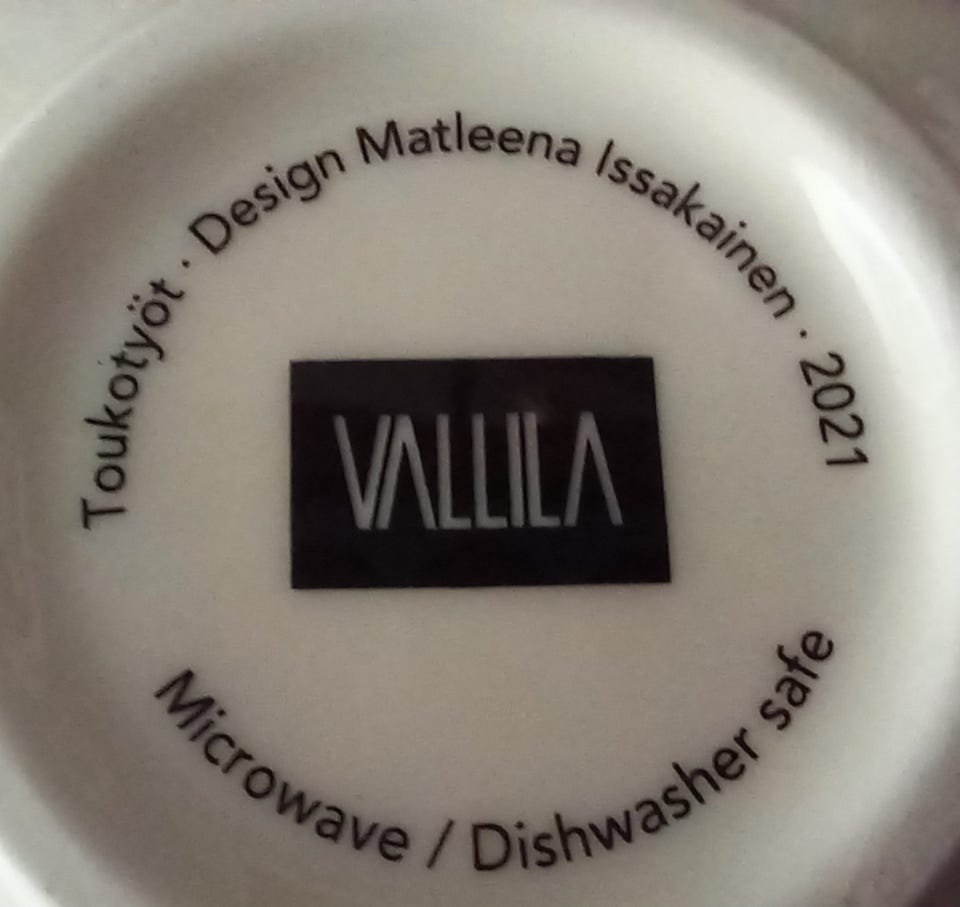 Toukotyöt · Design Matleena Issakainen · 2021
VALLILA
Microwave / Dishwasher safe